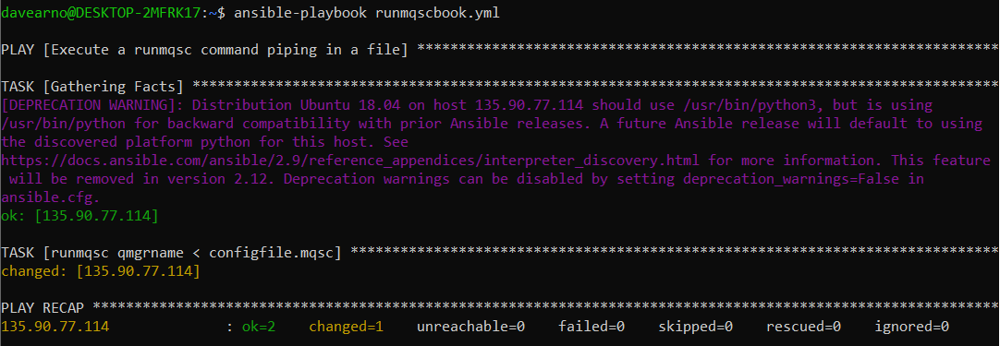 davearno@DESKTOP-2MFRK17:~$ ansible-playbook runmqscbook.yml
PLAY [Execute a runmqsc command piping in a file] **********************************************************************
TASK [Gathering Facts] *************************************************************************************************
[DEPRECATION WARNING]: Distribution Ubuntu 18.04 on host 135.90.77.114 should use /usr/bin/python3, but is using
/usr/bin/python for backward compatibility with prior Ansible releases. A future Ansible release will default to using
the discovered platform python for this host. See
https://docs.ansible.com/ansible/2.9/reference_appendices/interpreter_discovery.html for more information. This feature
 will be removed in version 2.12. Deprecation warnings can be disabled by setting deprecation_warnings=False in
ansible.cfg.
ok: [135.90.77.114]
TASK [runmqsc qmgrname < configfile.mqsc] ******************************************************************************
changed: [135.90.77.114]
PLAY RECAP *************************************************************************************************************
135.90.77.114              : ok=2    changed=1    unreachable=0    failed=0    skipped=0    rescued=0    ignored=0